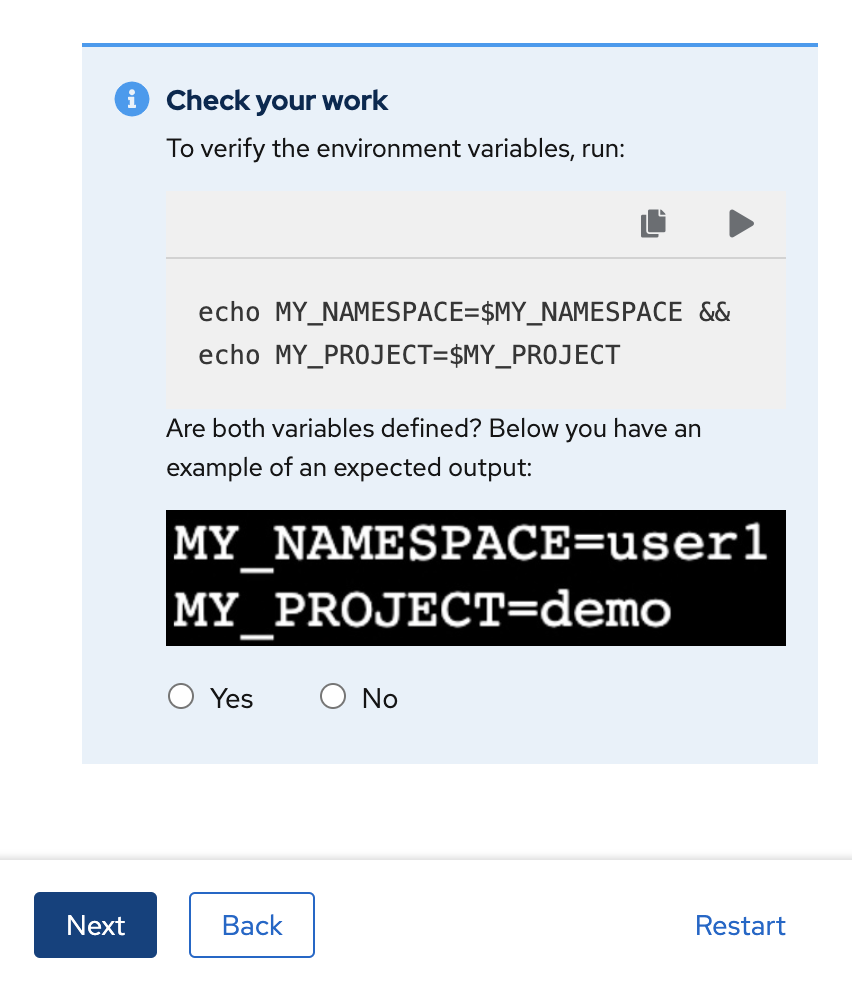 Check your work
To verify the environment variables, run:
echo MY_NAMESPACE=$MY_NAMESPACE &&
echo MY_PROJECT=$MY_PROJECT
Are both variables defined? Below you have an
example of an expected output:
MY_NAMESPACE=user1
MY_PROJECT=demo
Yes No
Next Back Restart